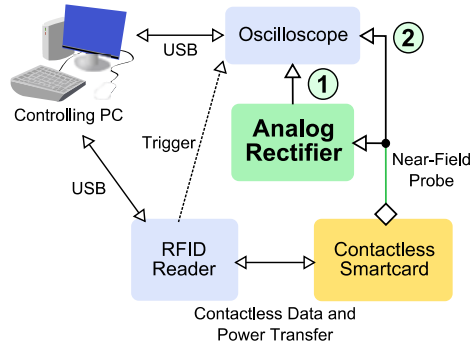 Oscilloscope
2
USB
1
Controlling PC
Analog
Rectifier
Trigger
Near-Field
Probe
USB
RFID
Reader
Contactless
Smartcard
Contactless Data and
Power Transfer